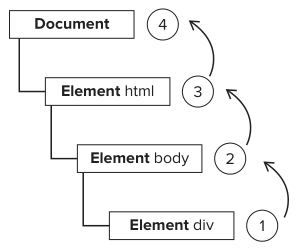 Document 4
Element html 3
Element body 2
Element div 1